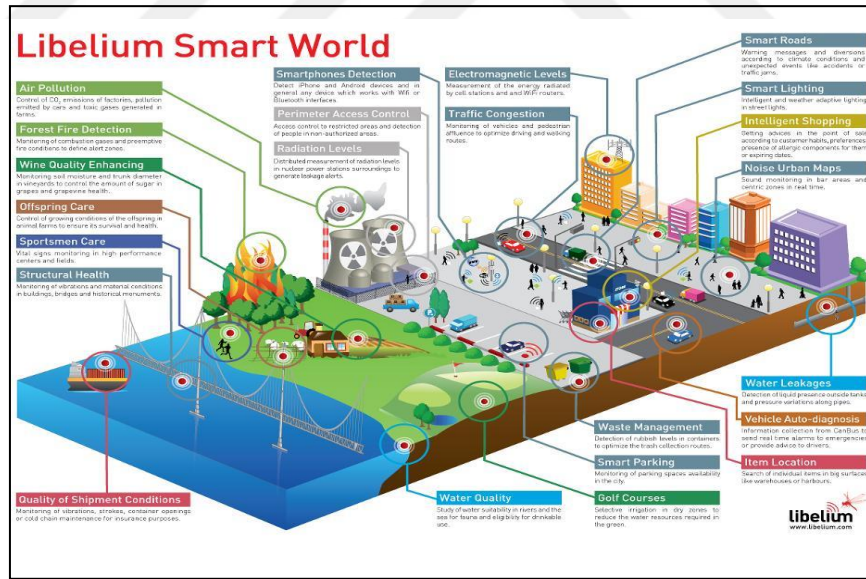 Libelium Smart World
Air Pollution
Control of CO₂ emissions of factories, pollution
emitted by cars and toxic gases generated in
farms.
Forest Fire Detection
Monitoring of combustion gases and preemptive
fire conditions to define alert zones.
Wine Quality Enhancing
Monitoring soil moisture and trunk diameter
in vineyards to control the amount of sugar in
grapes and grapevine health.
Offspring Care
Control of growing conditions of the offspring in
animal farms to ensure its survival and health.
Sportsmen Care
Vital signs monitoring in high performance
centers and fields.
Structural Health
Monitoring of vibrations and material conditions
in buildings, bridges and historical monuments.
Quality of Shipment Conditions
Monitoring of vibrations, strokes, container openings
or cold chain maintenance for insurance purposes.
Smartphones Detection
Detect iPhone and Android devices and in
general any device which works with Wifi or
Bluetooth interfaces.
Perimeter Access Control
Access control to restricted areas and detection
of people in non-authorized areas.
Radiation Levels
Distributed measurement of radiation levels
in nuclear power stations surroundings to
generate leakage alerts.
Electromagnetic Levels
Measurement of the energy radiated
by cell stations and and WiFi routers.
Traffic Congestion
Monitoring of vehicles and pedestrian
affluence to optimize driving and walking
routes.
Smart Roads
Warning messages and diversions
according to climate conditions and
unexpected events like accidents or
traffic jams.
Smart Lighting
Intelligent and weather adaptive lighting
in street lights.
Intelligent Shopping
Getting advices in the point of sale
according to customer habits, preferences,
presence of allergic components for them
or expiring dates.
Noise Urban Maps
Sound monitoring in bar areas and
centric zones in real time.
Water Leakages
Detection of liquid presence outside tanks
and pressure variations along pipes.
Vehicle Auto-diagnosis
Information collection from CanBus to
send real time alarms to emergencies
or provide advice to drivers.
Item Location
Search of individual items in big surfaces
like warehouses or harbours.
Waste Management
Detection of rubbish levels in containers
to optimize the trash collection routes.
Smart Parking
Monitoring of parking spaces availability
in the city.
Golf Courses
Selective irrigation in dry zones to
reduce the water resources required in
the green.
Water Quality
Study of water suitability in rivers and the
sea for fauna and eligibility for drinkable
use.
libelium
www.libelium.com